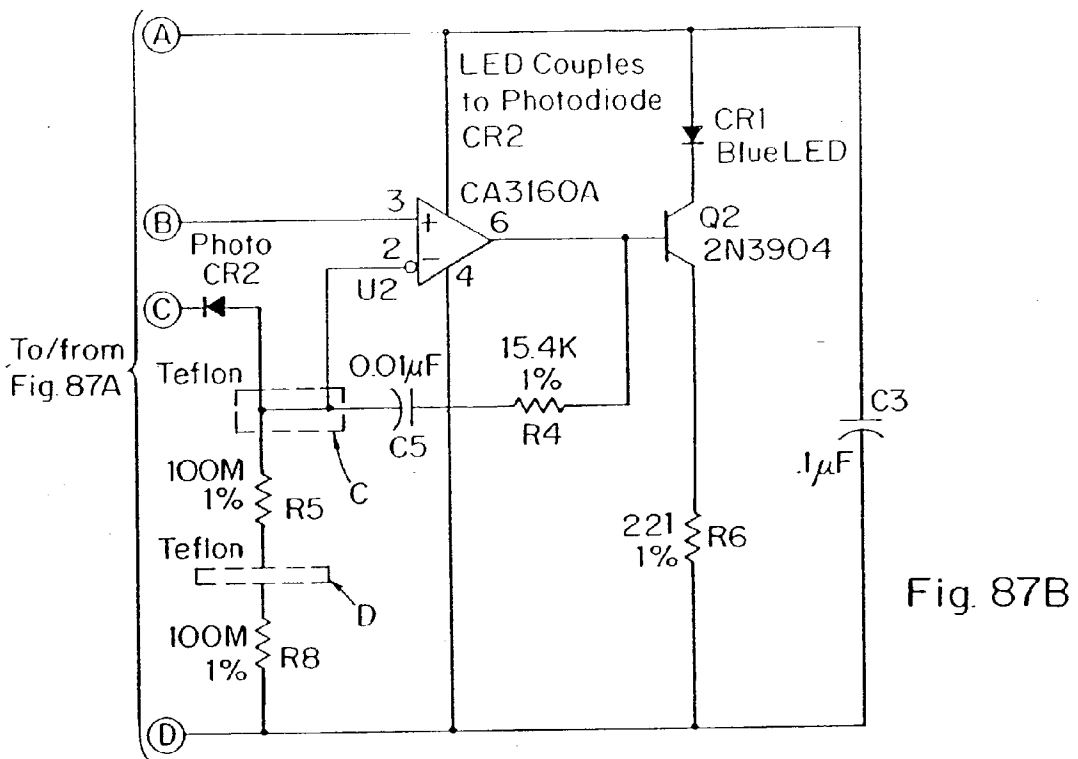 A
LED Couples
to Photodiode
CR2
CR1
Blue LED
CA3160A
B
3
+
6
2
-
4
U2
Q2
2N3904
Photo
CR2
C
To/from
Fig. 87A
Teflon
0.01µF
C5
15.4K
1%
R4
C3
.1µF
C
100M
1%
R5
Teflon
D
221
1%
R6
Fig. 87B
100M
1%
R8
D